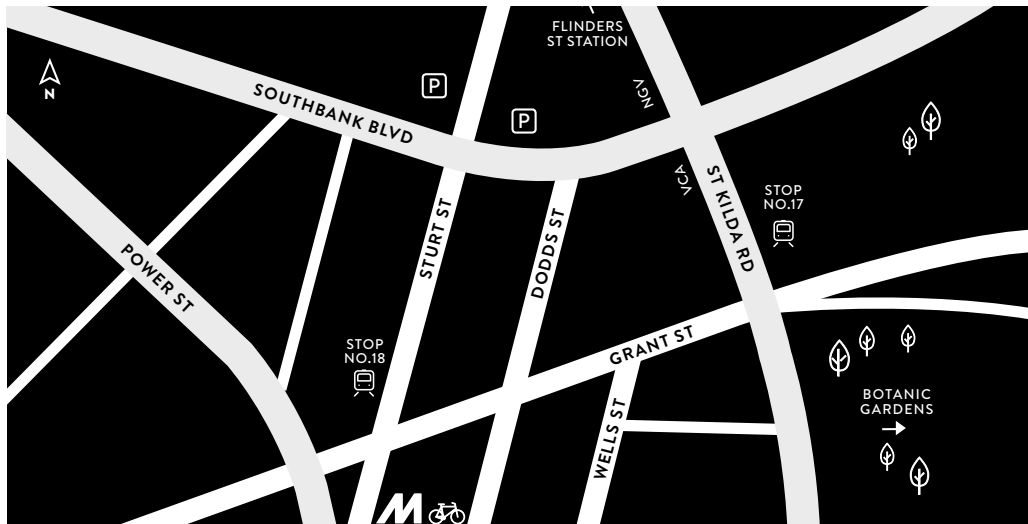 FLINDERS
ST STATION
N
P
P
NGV
SOUTHBANK BLVD
VCA
ST KILDA RD
STOP
NO.17
STURT ST
DODDS ST
POWER ST
GRANT ST
STOP
NO.18
BOTANIC
GARDENS
WELLS ST
M